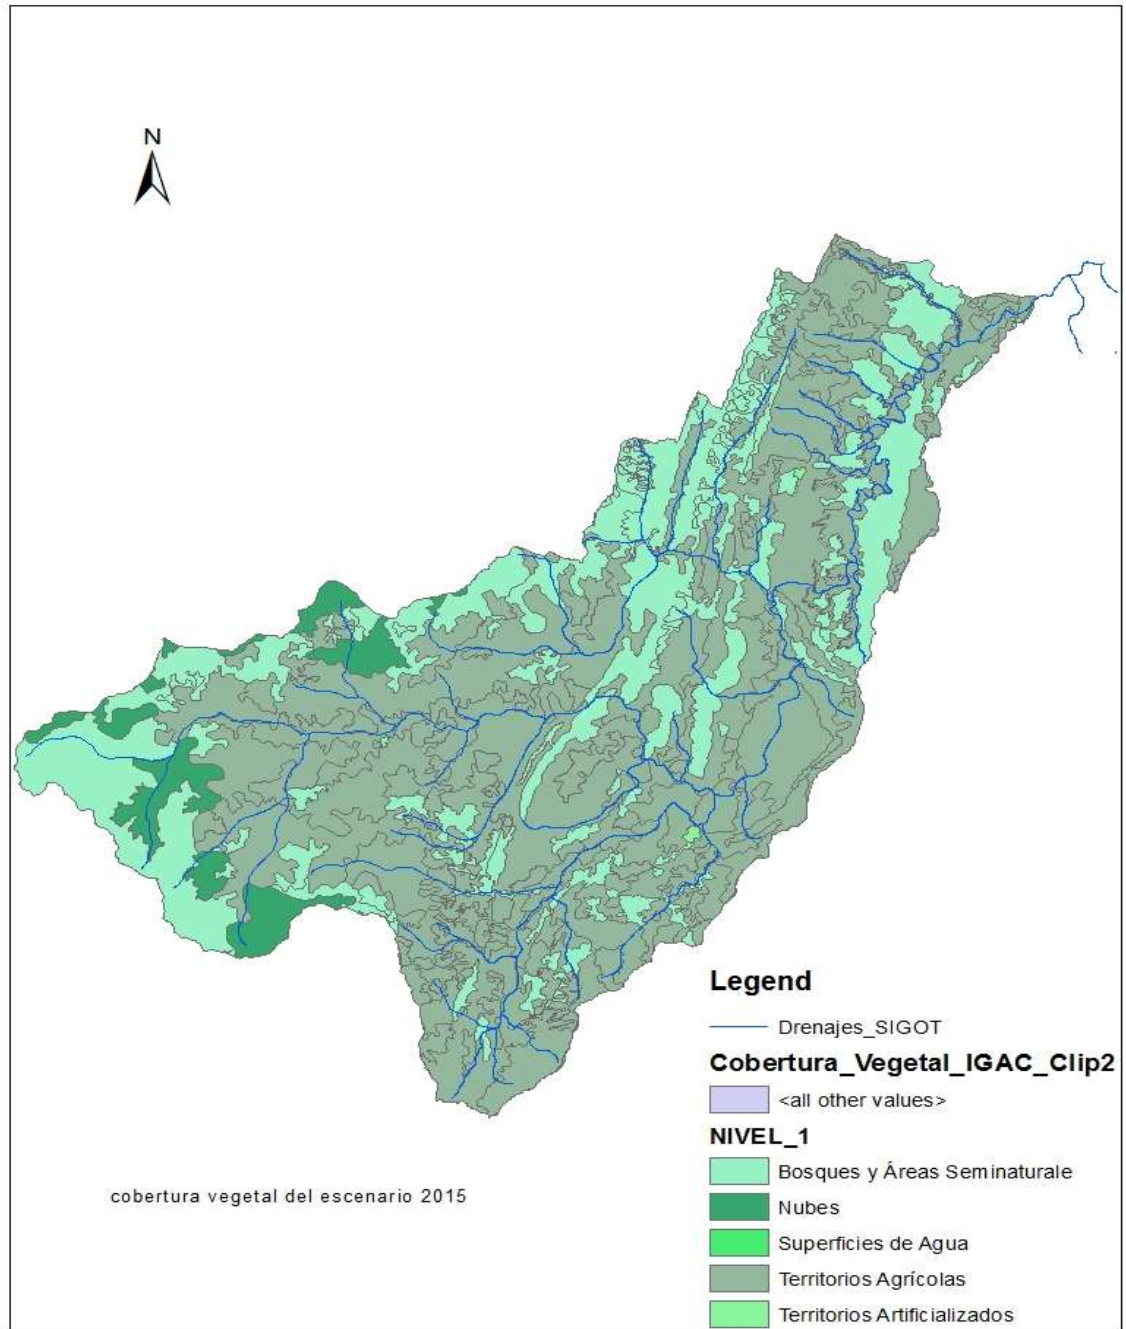 N
Legend
Drenajes_SIGOT
Cobertura_Vegetal_IGAC_Clip2
<all other values>
NIVEL_1
Bosques y Áreas Seminaturale
Nubes
Superficies de Agua
Territorios Agrícolas
Territorios Artificializados
cobertura vegetal del escenario 2015